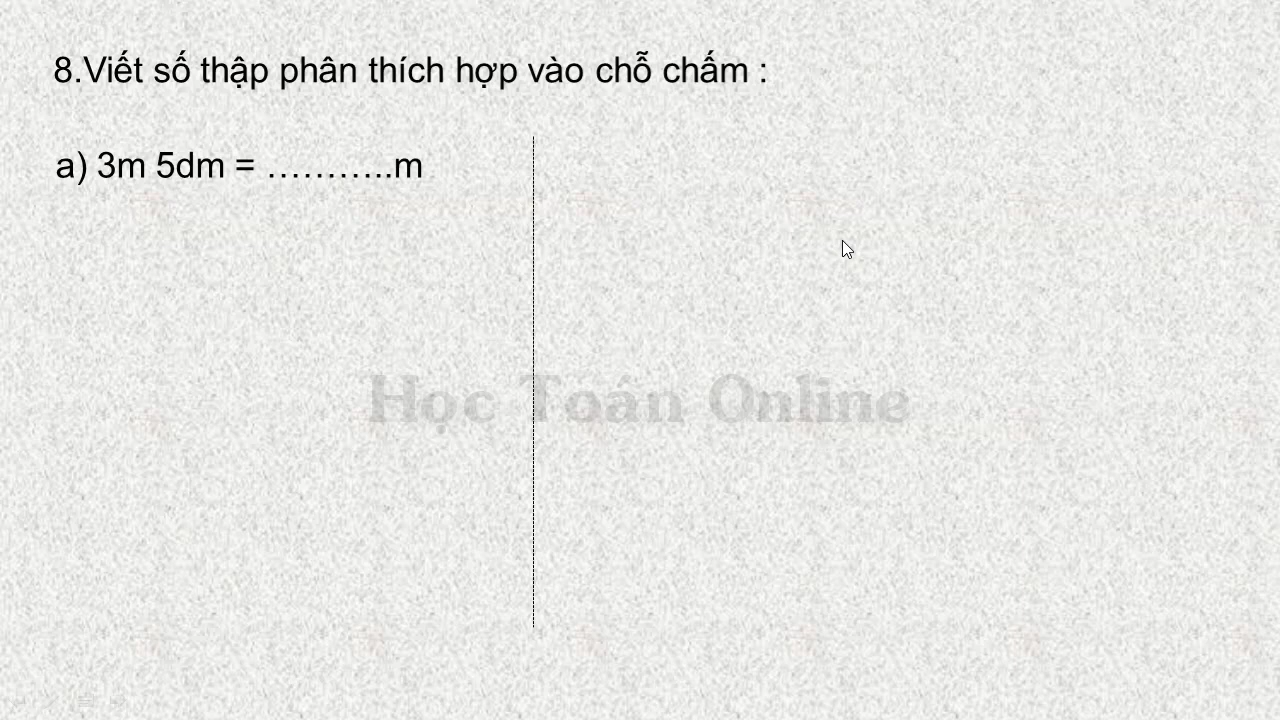 8.Viết số thập phân thích hợp vào chỗ chấm :
a) 3m 5dm = ………..m
Học Toán Online